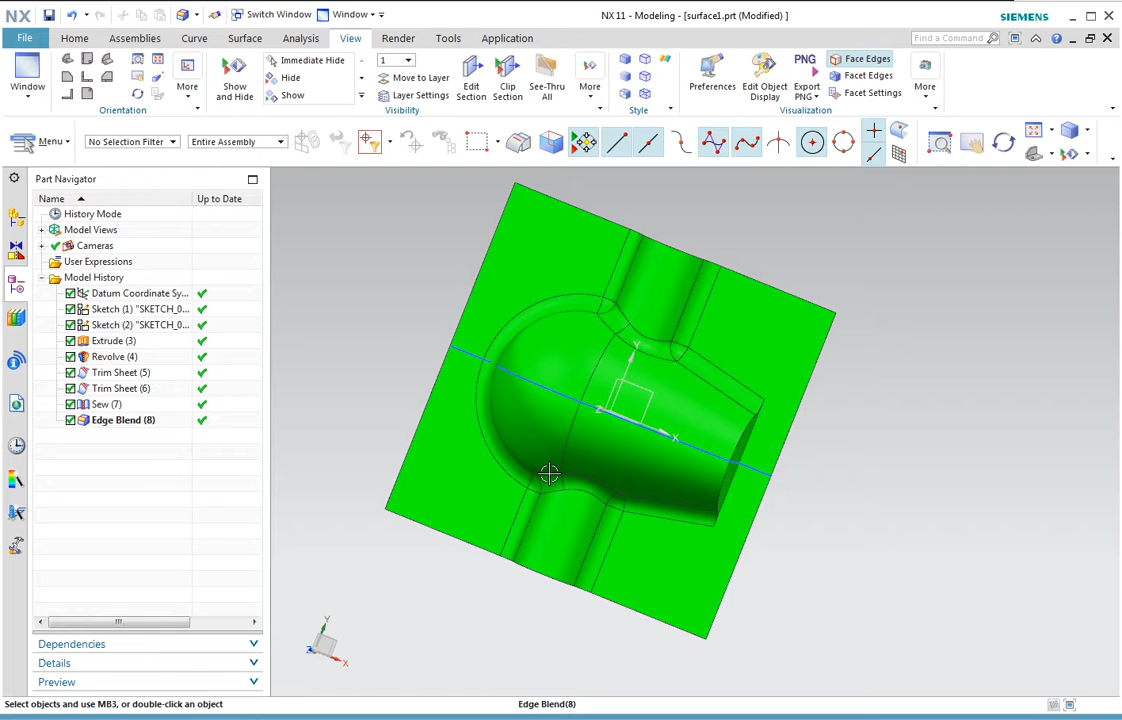 NX Switch Window Window NX 11 - Modeling - [surface1.prt (Modified) ] SIEMENS
File Home Assemblies Curve Surface Analysis View Render Tools Application Find a Command
Window More Show and Hide Immediate Hide Hide Show 1 Move to Layer Layer Settings Edit Section Clip Section See-Thru All More Face Edges Face Edges Face Settings Preferences Edit Object Display PNG Export PNG More
Orientation Visibility Style Visualization
Menu No Selection Filter Entire Assembly
Part Navigator
Name Up to Date
History Mode
Model Views
Cameras
User Expressions
Model History
Datum Coordinate Sy...
Sketch (1) "SKETCH_0...
Sketch (2) "SKETCH_0...
Extrude (3)
Revolve (4)
Trim Sheet (5)
Trim Sheet (6)
Sew (7)
Edge Blend (8)
Y
Z
X
Y
Z
X
Dependencies
Details
Preview
Select objects and use MB3, or double-click an object Edge Blend(8)